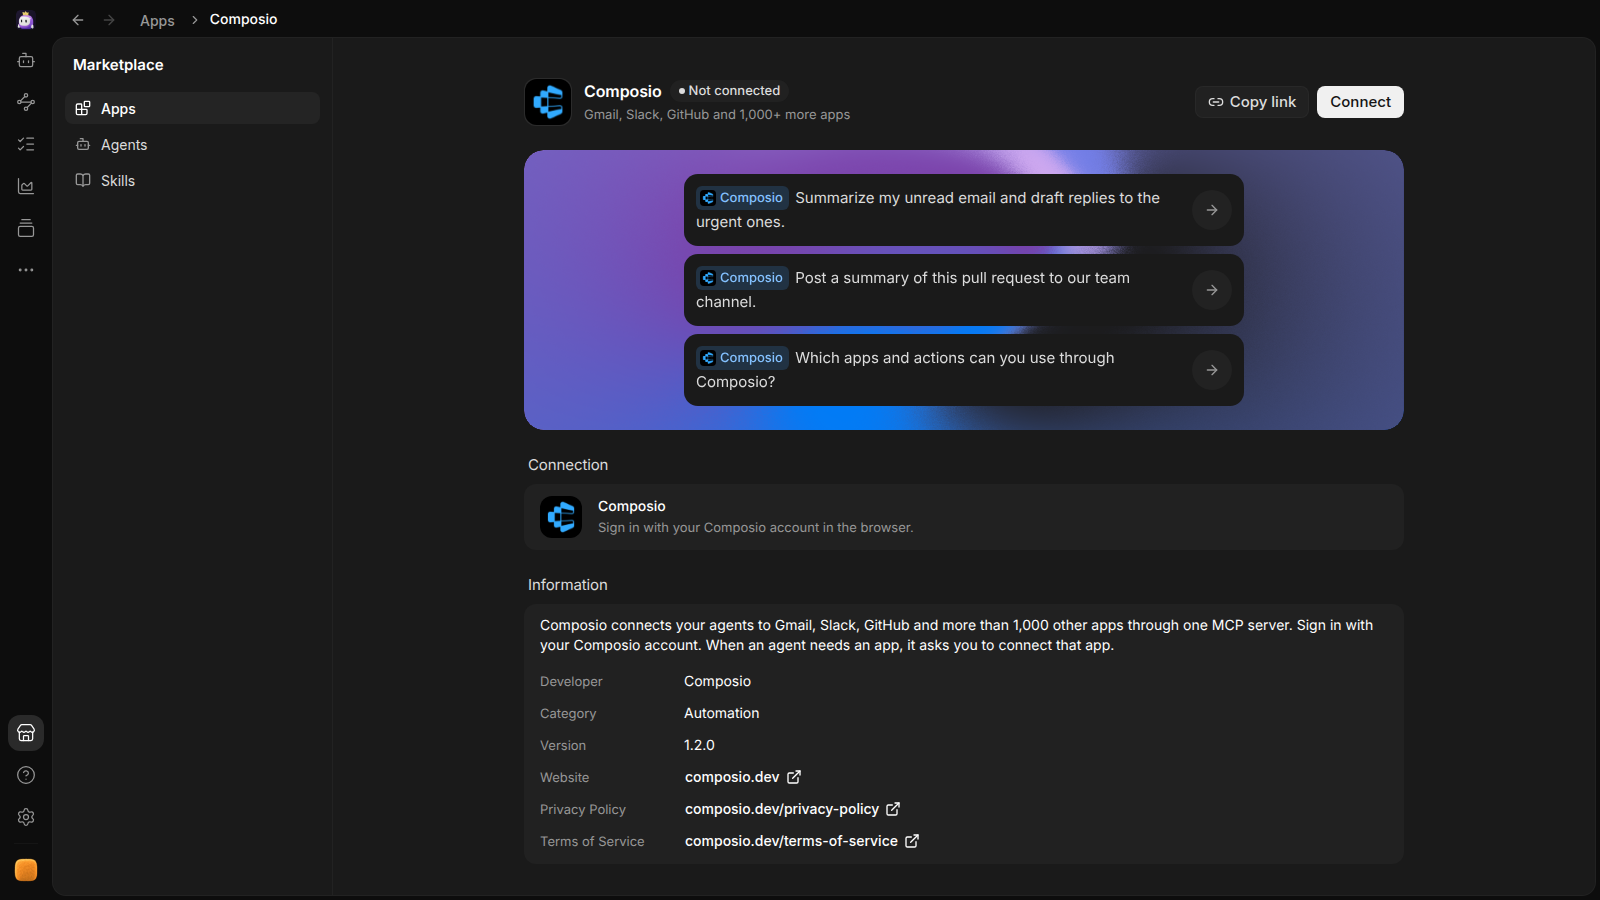 Apps > Composio
Marketplace
Apps
Agents
Skills
Composio
Not connected
Gmail, Slack, GitHub and 1,000+ more apps
Copy link
Connect
Composio Summarize my unread email and draft replies to the
urgent ones.
Composio Post a summary of this pull request to our team
channel.
Composio Which apps and actions can you use through
Composio?
Connection
Composio
Sign in with your Composio account in the browser.
Information
Composio connects your agents to Gmail, Slack, GitHub and more than 1,000 other apps through one MCP server. Sign in with
your Composio account. When an agent needs an app, it asks you to connect that app.
Developer Composio
Category Automation
Version 1.2.0
Website composio.dev
Privacy Policy composio.dev/privacy-policy
Terms of Service composio.dev/terms-of-service